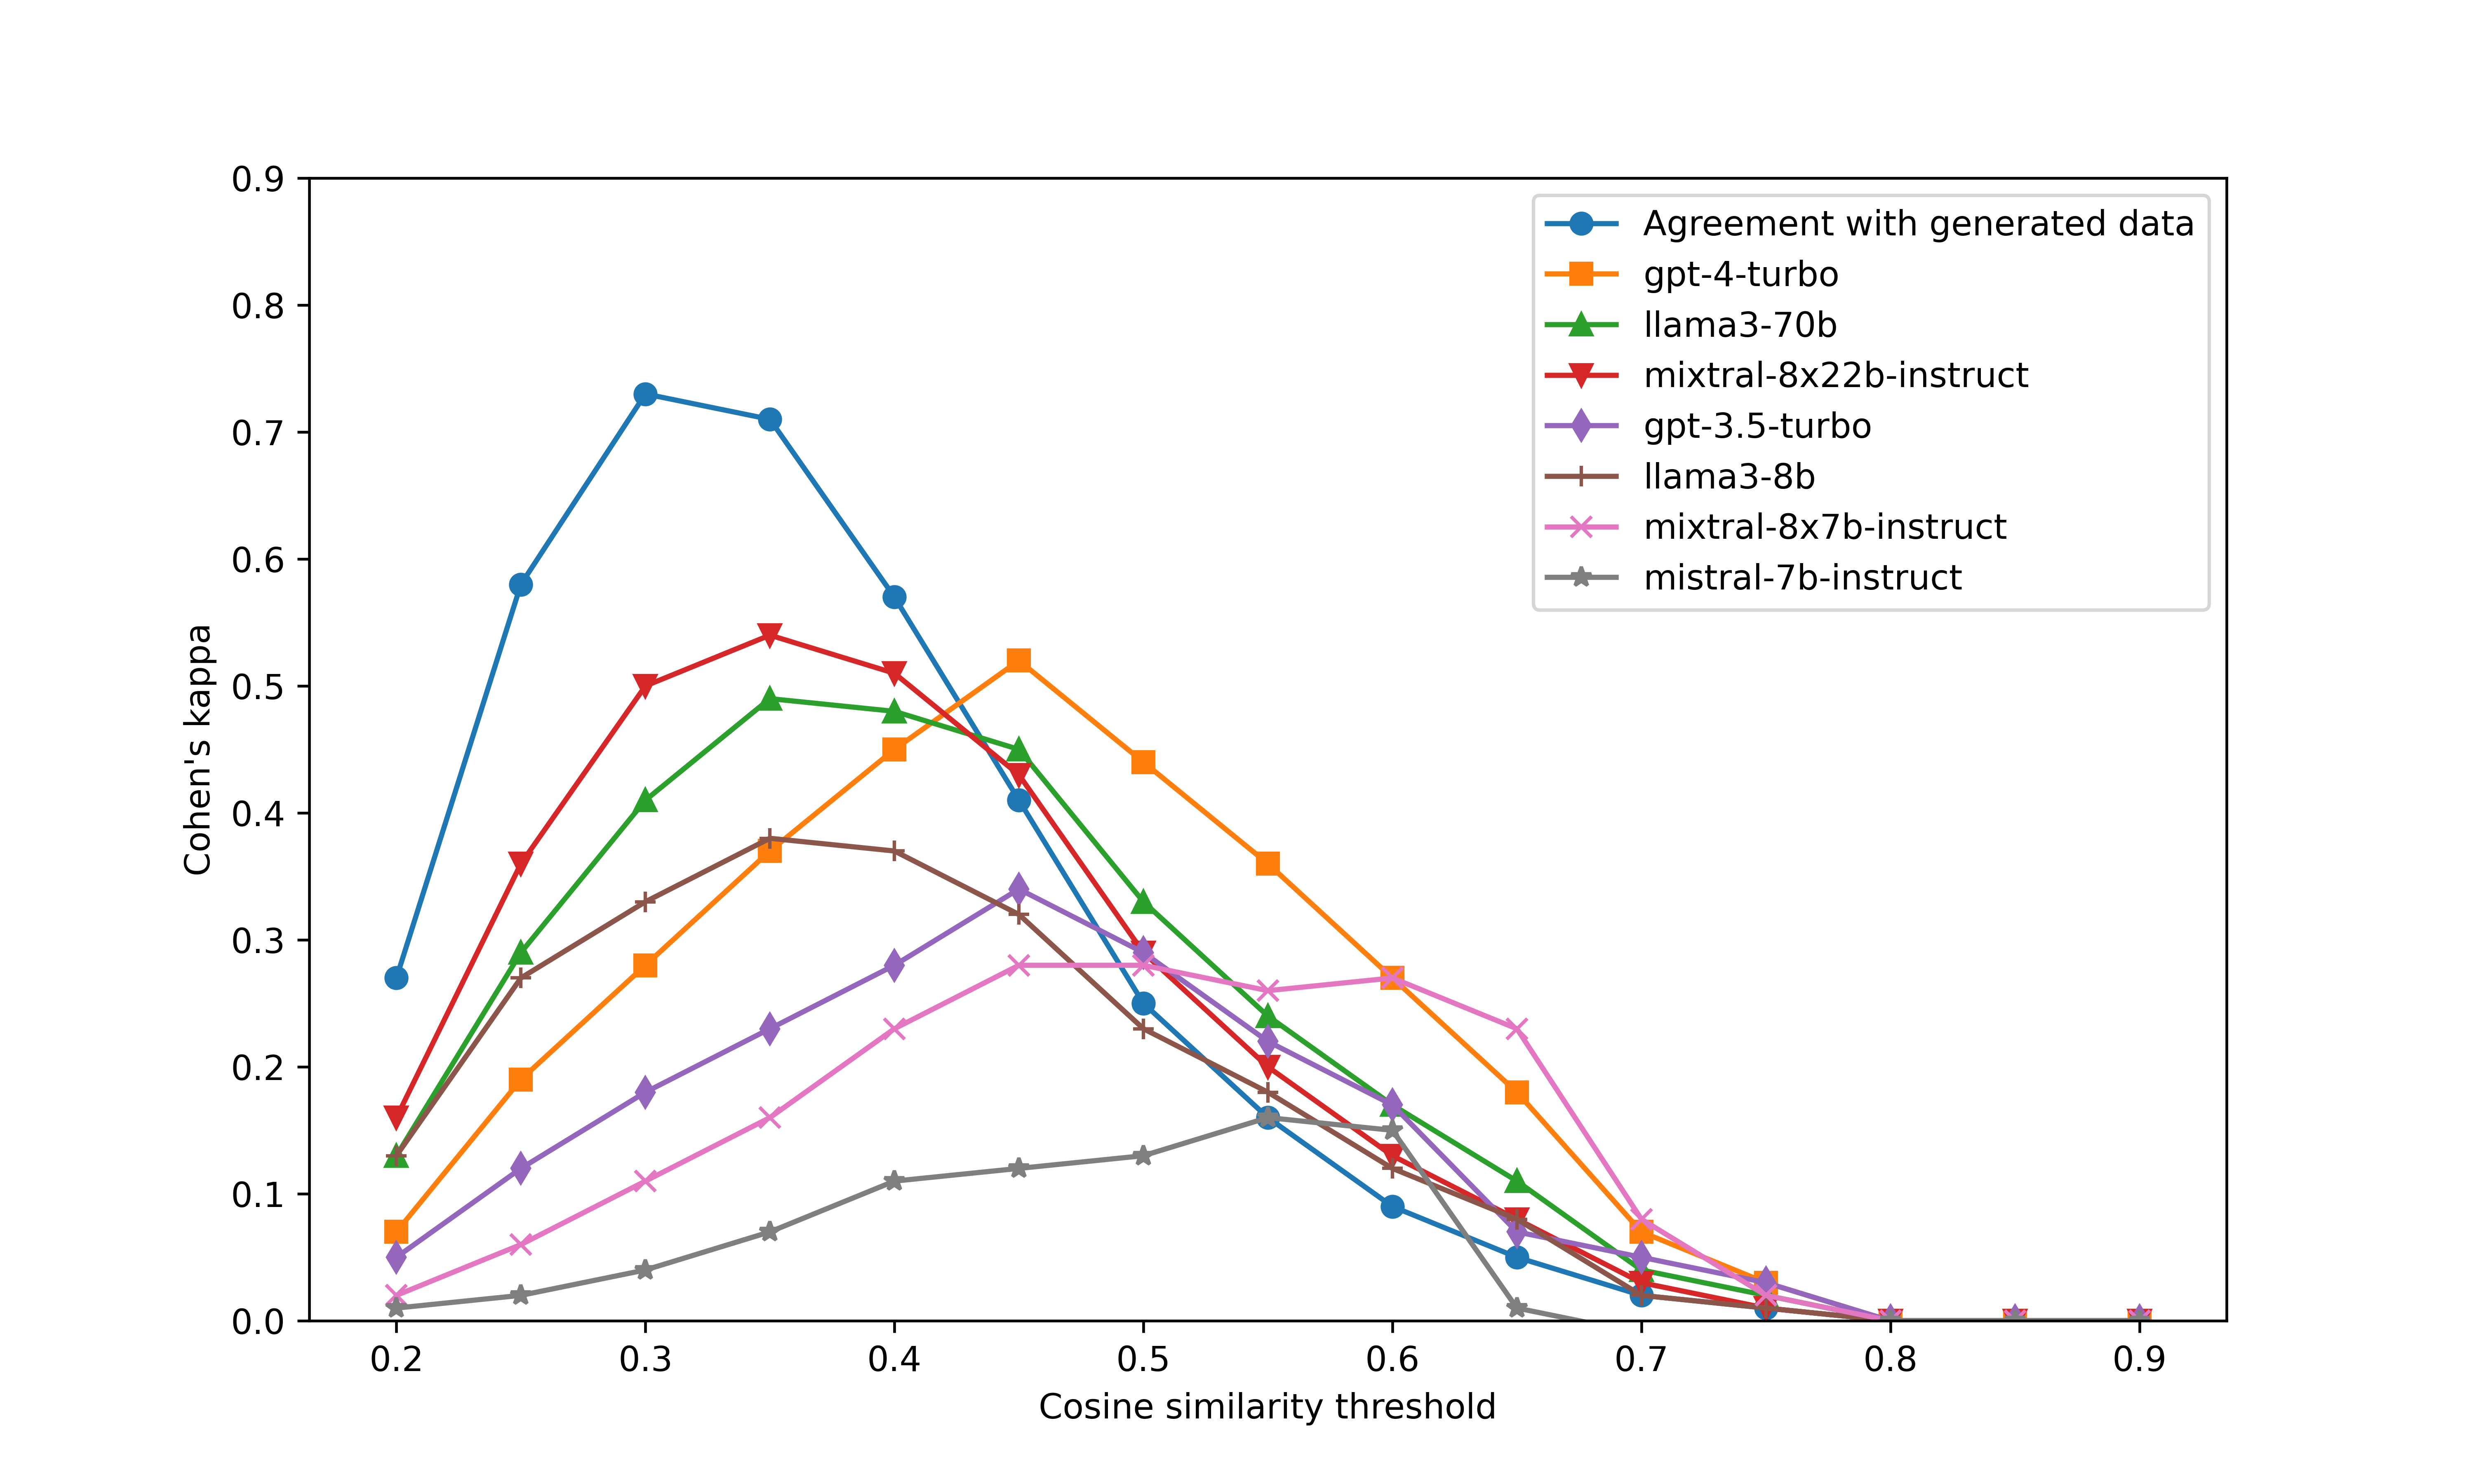 0.9
0.8
0.7
0.6
0.5
0.4
0.3
0.2
0.1
0.0
Cohen's kappa
Agreement with generated data
gpt-4-turbo
llama3-70b
mixtral-8x22b-instruct
gpt-3.5-turbo
llama3-8b
mixtral-8x7b-instruct
mistral-7b-instruct
0.2 0.3 0.4 0.5 0.6 0.7 0.8 0.9
Cosine similarity threshold